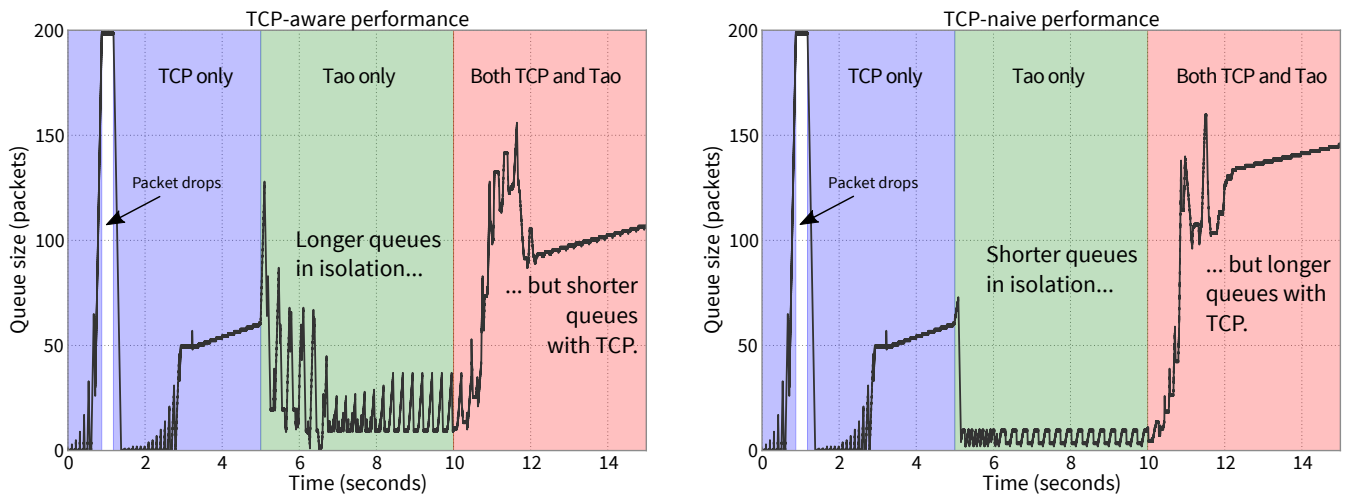 TCP-aware performance
200
150
100
50
0
Queue size (packets)
TCP only
Tao only
Both TCP and Tao
Packet drops
Longer queues
in isolation...
... but shorter
queues
with TCP.
0 2 4 6 8 10 12 14
Time (seconds)
TCP-naive performance
200
150
100
50
0
Queue size (packets)
TCP only
Tao only
Both TCP and Tao
Packet drops
Shorter queues
in isolation...
... but longer
queues with
TCP.
0 2 4 6 8 10 12 14
Time (seconds)